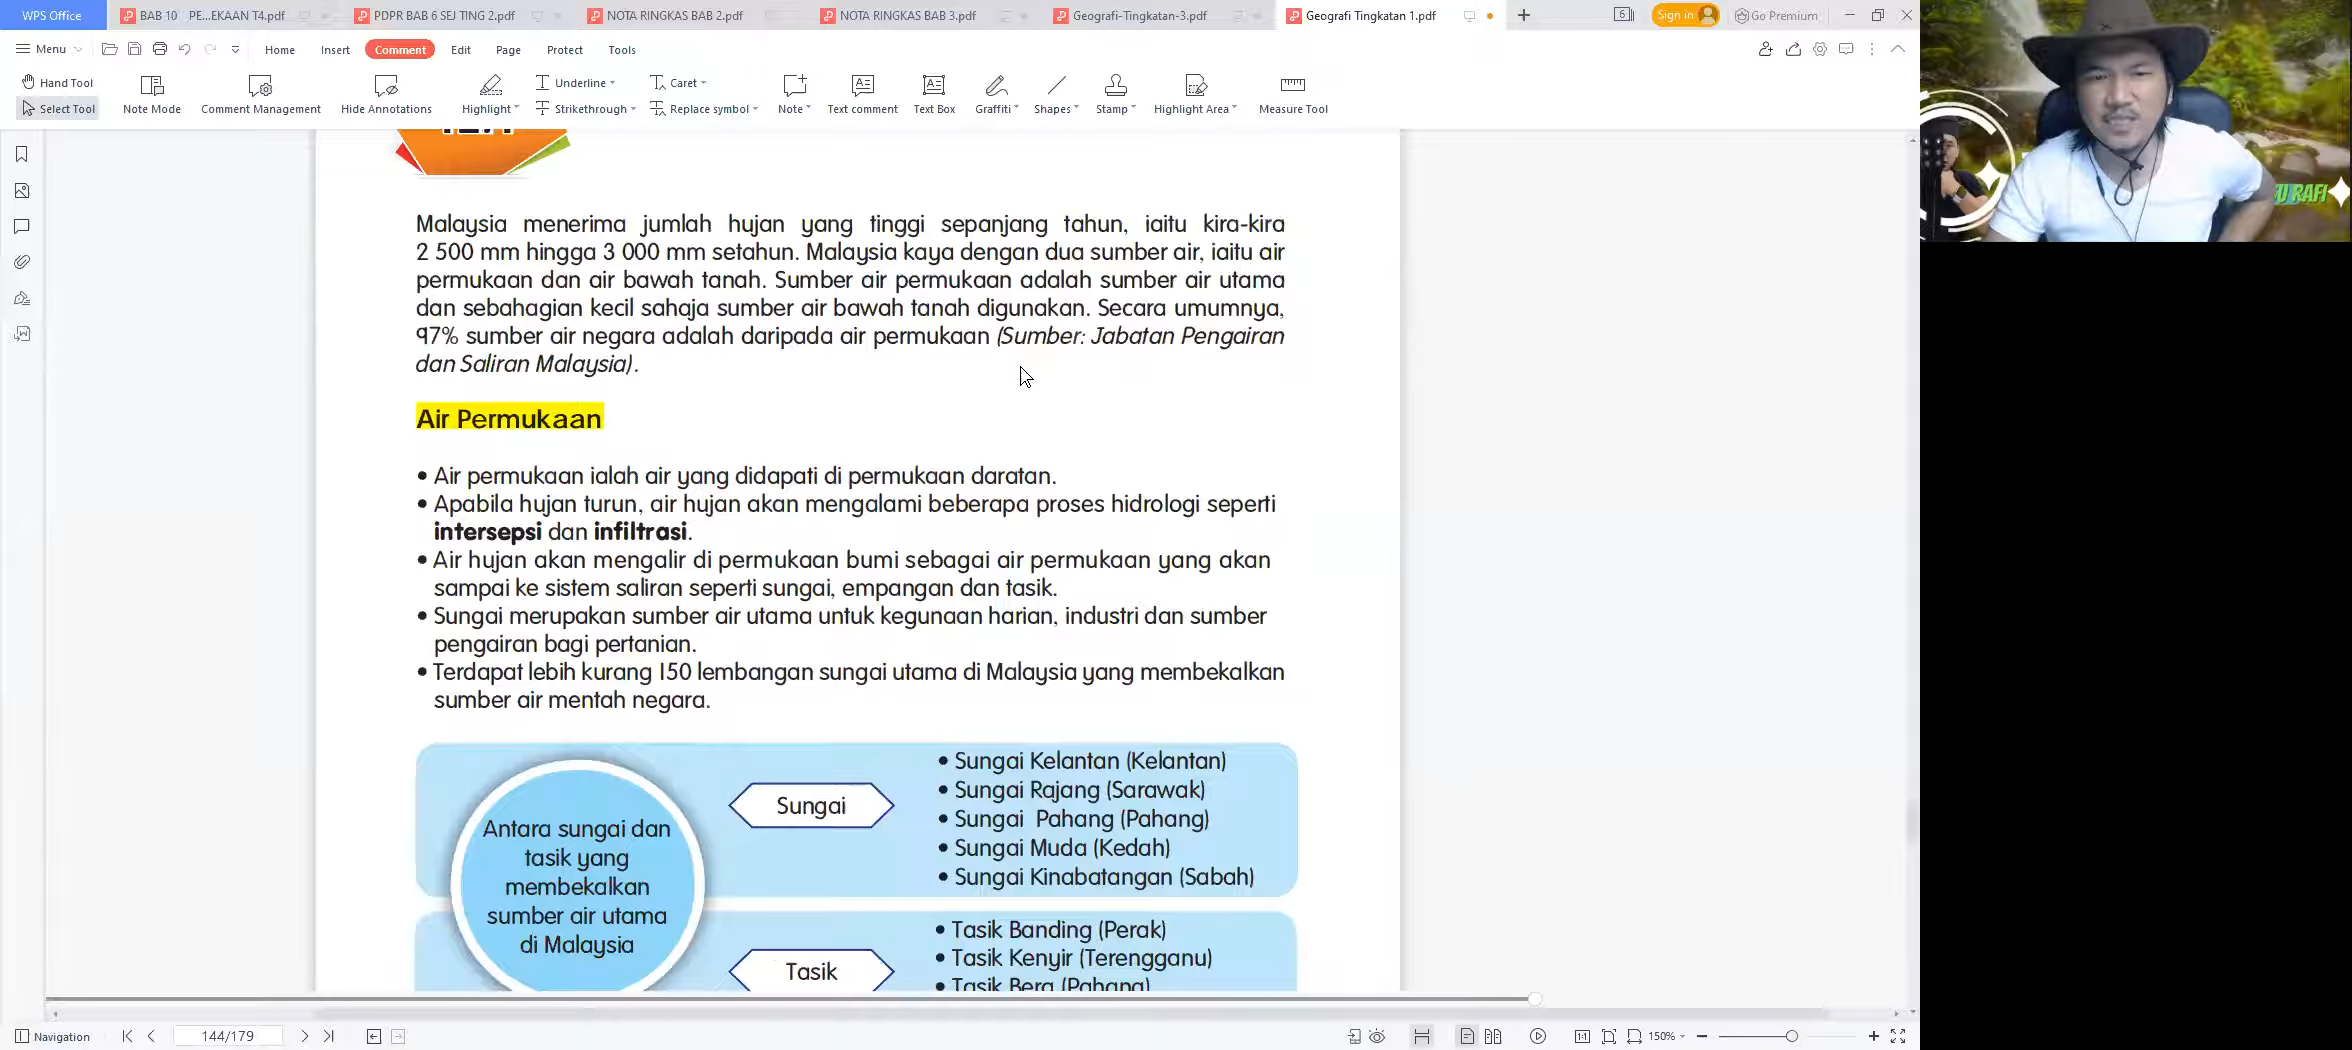 WPS Office
BAB 10 _PE...EKAAN T4.pdf
PDPR BAB 6 SEJ TING 2.pdf
NOTA RINGKAS BAB 2.pdf
NOTA RINGKAS BAB 3.pdf
Geografi-Tingkatan-3.pdf
Geografi Tingkatan 1.pdf
6
Sign in
Go Premium
Menu
Home
Insert
Comment
Edit
Page
Protect
Tools
Hand Tool
Select Tool
Note Mode
Comment Management
Hide Annotations
Highlight
Underline
Strikethrough
Caret
Replace symbol
Note
Text comment
Text Box
Graffiti
Shapes
Stamp
Highlight Area
Measure Tool
Malaysia menerima jumlah hujan yang tinggi sepanjang tahun, iaitu kira-kira
2 500 mm hingga 3 000 mm setahun. Malaysia kaya dengan dua sumber air, iaitu air
permukaan dan air bawah tanah. Sumber air permukaan adalah sumber air utama
dan sebahagian kecil sahaja sumber air bawah tanah digunakan. Secara umumnya,
97% sumber air negara adalah daripada air permukaan (Sumber: Jabatan Pengairan
dan Saliran Malaysia).
Air Permukaan
• Air permukaan ialah air yang didapati di permukaan daratan.
• Apabila hujan turun, air hujan akan mengalami beberapa proses hidrologi seperti
intersepsi dan infiltrasi.
• Air hujan akan mengalir di permukaan bumi sebagai air permukaan yang akan
sampai ke sistem saliran seperti sungai, empangan dan tasik.
• Sungai merupakan sumber air utama untuk kegunaan harian, industri dan sumber
pengairan bagi pertanian.
• Terdapat lebih kurang 150 lembangan sungai utama di Malaysia yang membekalkan
sumber air mentah negara.
Antara sungai dan
tasik yang
membekalkan
sumber air utama
di Malaysia
Sungai
• Sungai Kelantan (Kelantan)
• Sungai Rajang (Sarawak)
• Sungai Pahang (Pahang)
• Sungai Muda (Kedah)
• Sungai Kinabatangan (Sabah)
Tasik
• Tasik Banding (Perak)
• Tasik Kenyir (Terengganu)
• Tasik Bera (Pahang)
Navigation
144/179
150%
RAFI